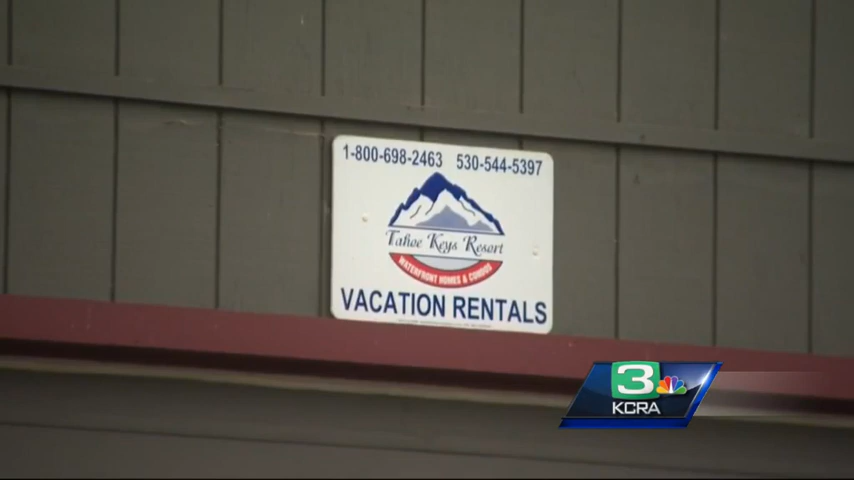 1-800-698-2463 530-544-5397
Tahoe Keys Resort
WATERFRONT HOMES & CONDOS
VACATION RENTALS
3
KCRA